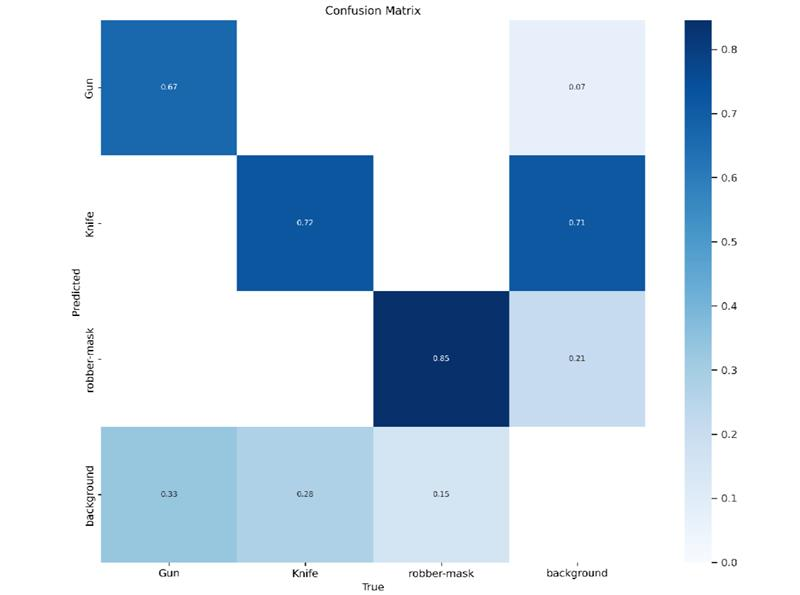 Confusion Matrix
Gun
0.67
0.07
Knife
0.72
0.71
Predicted
robber-mask
0.85
0.21
background
0.33
0.28
0.15
Gun
Knife
robber-mask
background
True
0.8
0.7
0.6
0.5
0.4
0.3
0.2
0.1
0.0